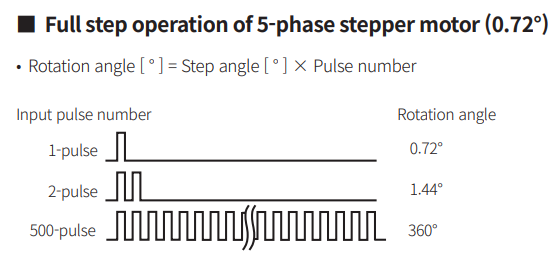 ■ Full step operation of 5-phase stepper motor (0.72°)
• Rotation angle [ ° ] = Step angle [ ° ] × Pulse number
Input pulse number Rotation angle
1-pulse 0.72°
2-pulse 1.44°
500-pulse 360°